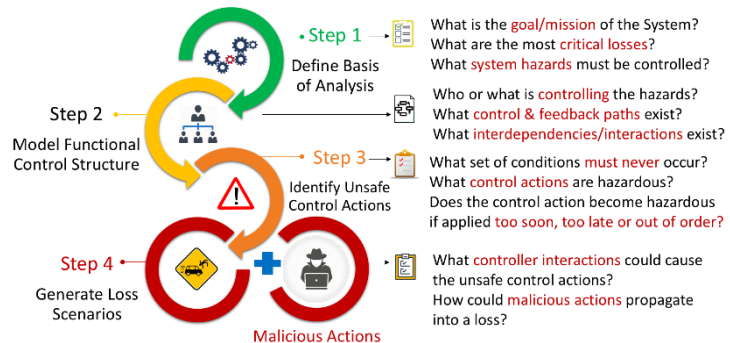 Step 1
Define Basis
of Analysis
What is the goal/mission of the System?
What are the most critical losses?
What system hazards must be controlled?
Step 2
Model Functional
Control Structure
Who or what is controlling the hazards?
What control & feedback paths exist?
What interdependencies/interactions exist?
Step 3
Identify Unsafe
Control Actions
What set of conditions must never occur?
What control actions are hazardous?
Does the control action become hazardous
if applied too soon, too late or out of order?
Step 4
Generate Loss
Scenarios
Malicious Actions
What controller interactions could cause
the unsafe control actions?
How could malicious actions propagate
into a loss?